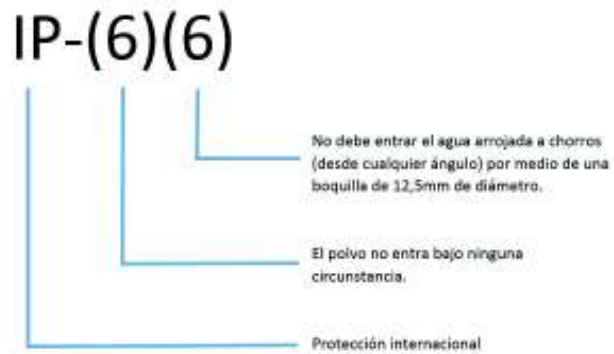 IP-(6)(6)
No debe entrar el agua arrojada a chorros
(desde cualquier ángulo) por medio de una
boquilla de 12,5mm de diámetro.
El polvo no entra bajo ninguna
circunstancia.
Protección internacional